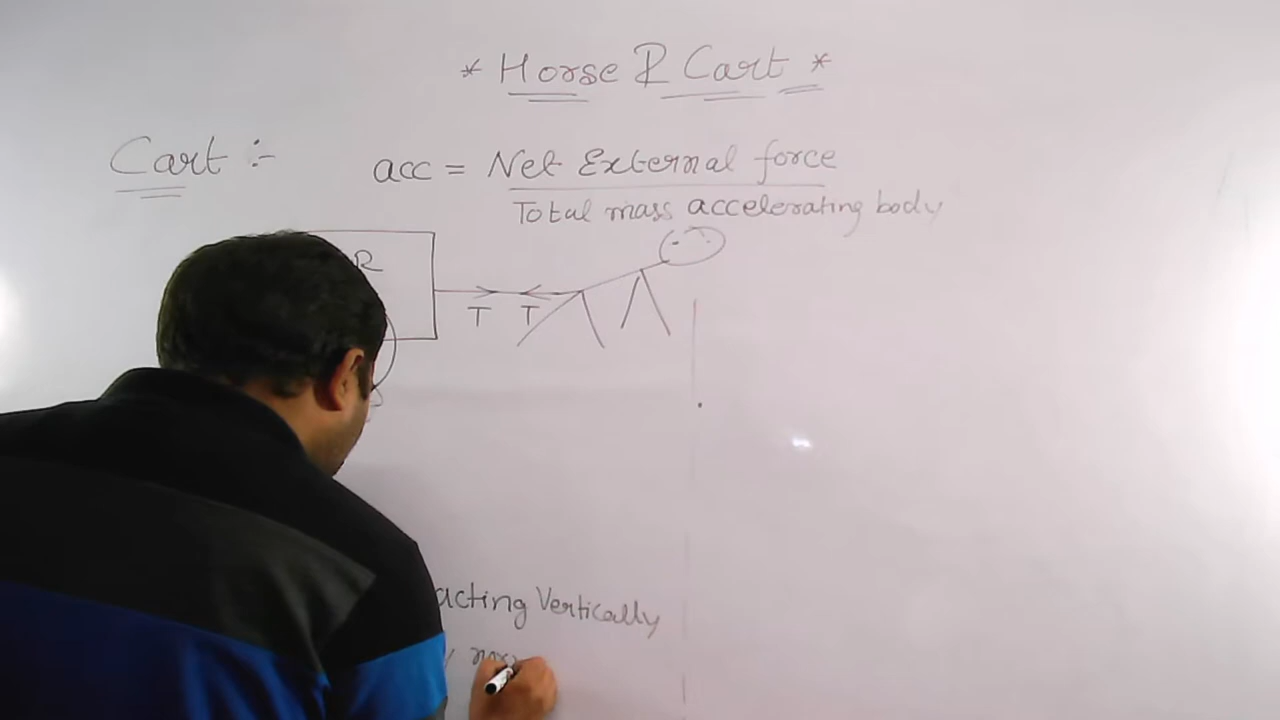 * Horse & Cart *
Cart :-
acc = Net External force
Total mass accelerating body
R
T T
acting Vertically